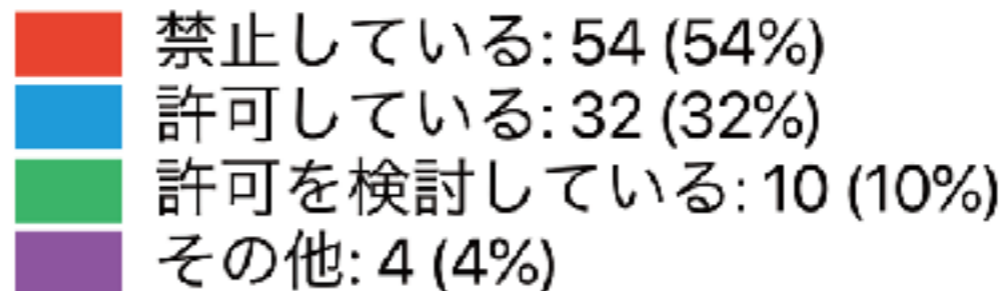 禁止している: 54 (54%)
許可している: 32 (32%)
許可を検討している: 10 (10%)
その他: 4 (4%)